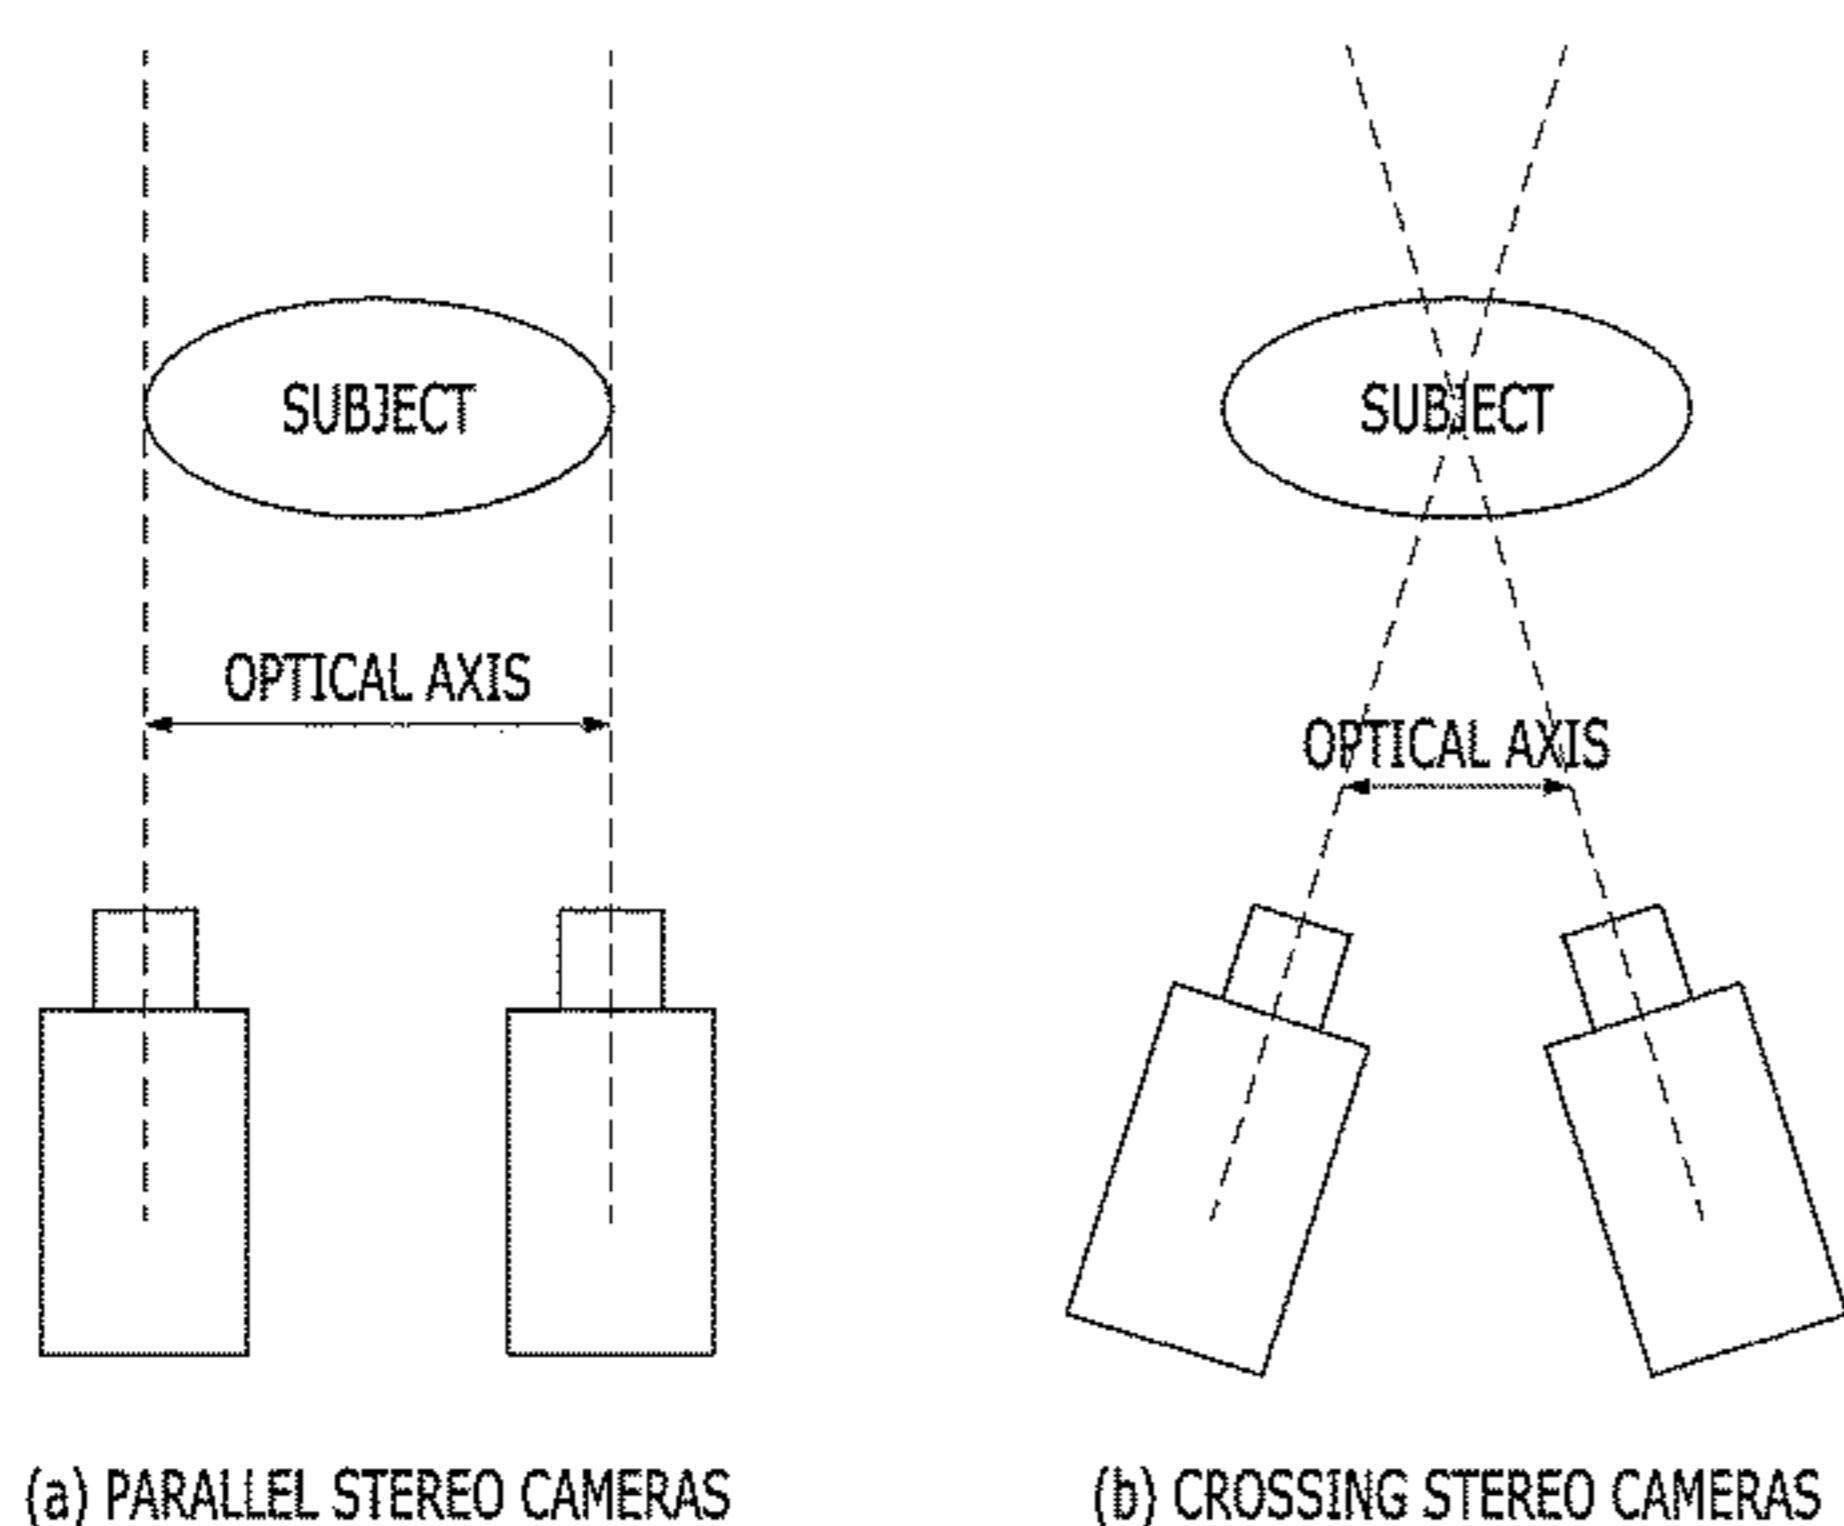 SUBJECT
OPTICAL AXIS
(a) PARALLEL STEREO CAMERAS
SUBJECT
OPTICAL AXIS
(b) CROSSING STEREO CAMERAS